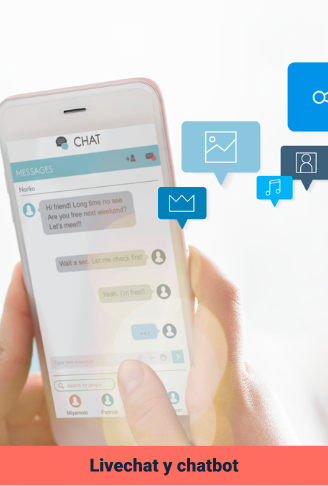 CHAT
MESSAGES
Noriko
Hi friend! Long time no see
Are you free next weekend?
Let's meet!!
Wait a sec. Let me check first
Yeah. I'm free!!
...
Livechat y chatbot